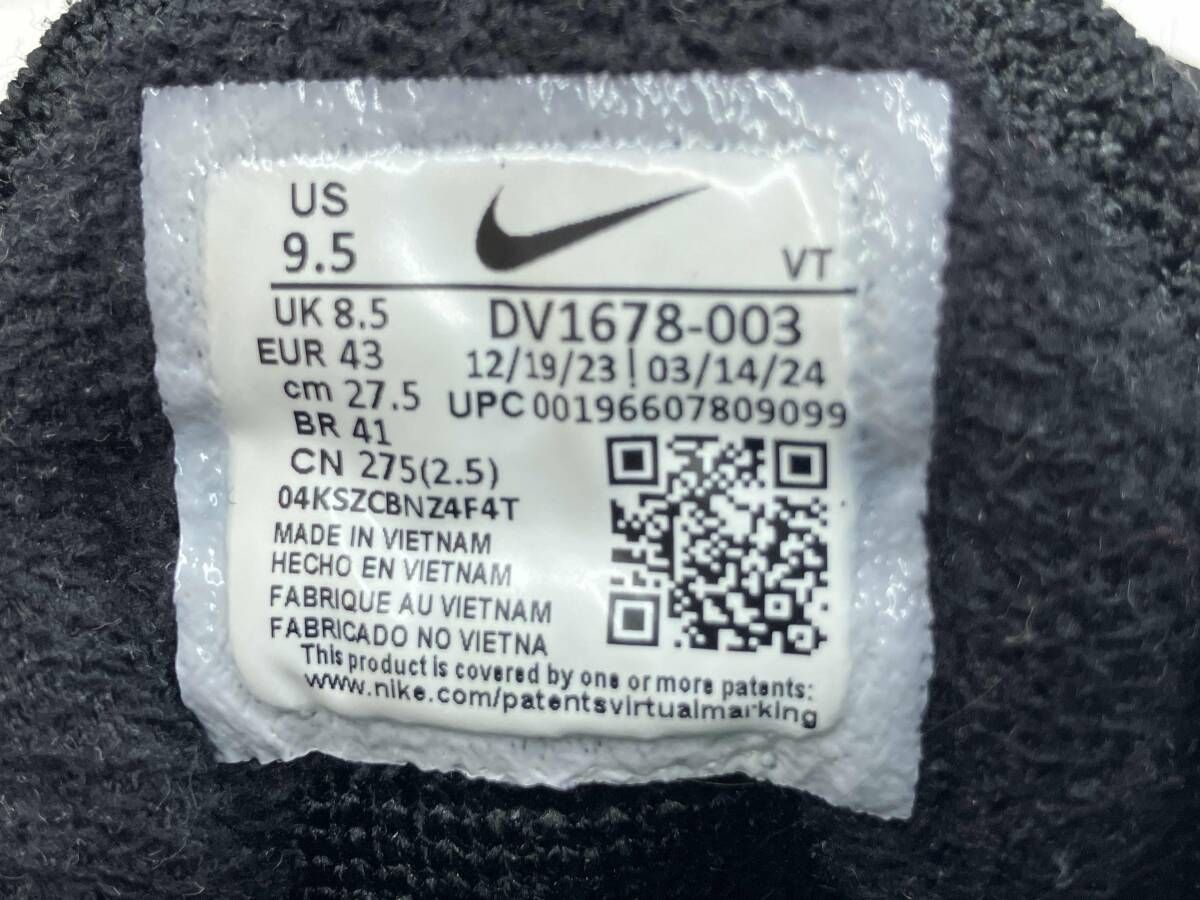 US
9.5
VT
UK 8.5
EUR 43
cm 27.5
BR 41
CN 275(2.5)
DV1678-003
12/19/23 | 03/14/24
UPC 00196607809099
04KSZCBNZ4F4T
MADE IN VIETNAM
HECHO EN VIETNAM
FABRIQUE AU VIETNAM
FABRICADO NO VIETNA
This product is covered by one or more patents:
www.nike.com/patentsvirtualmarking